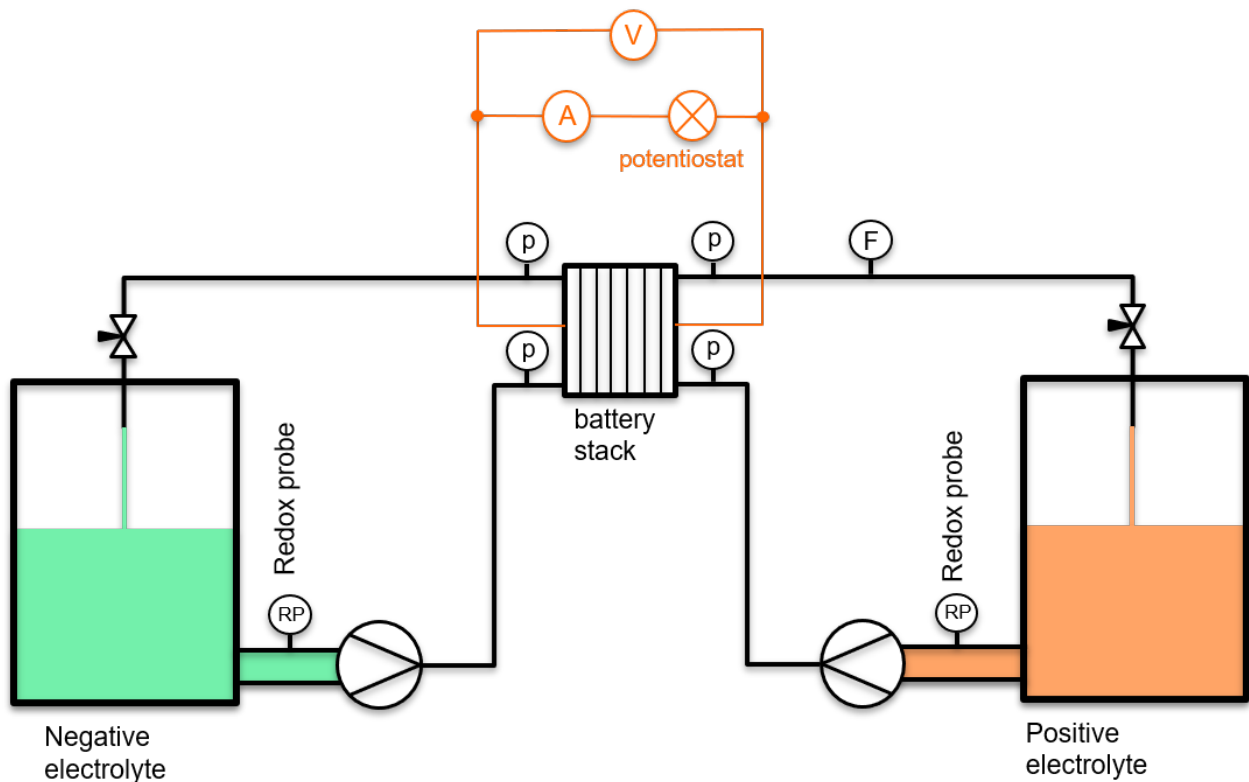 V
A
potentiostat
p
p
F
p
p
battery
stack
Redox probe
Redox probe
RP
RP
Negative
electrolyte
Positive
electrolyte